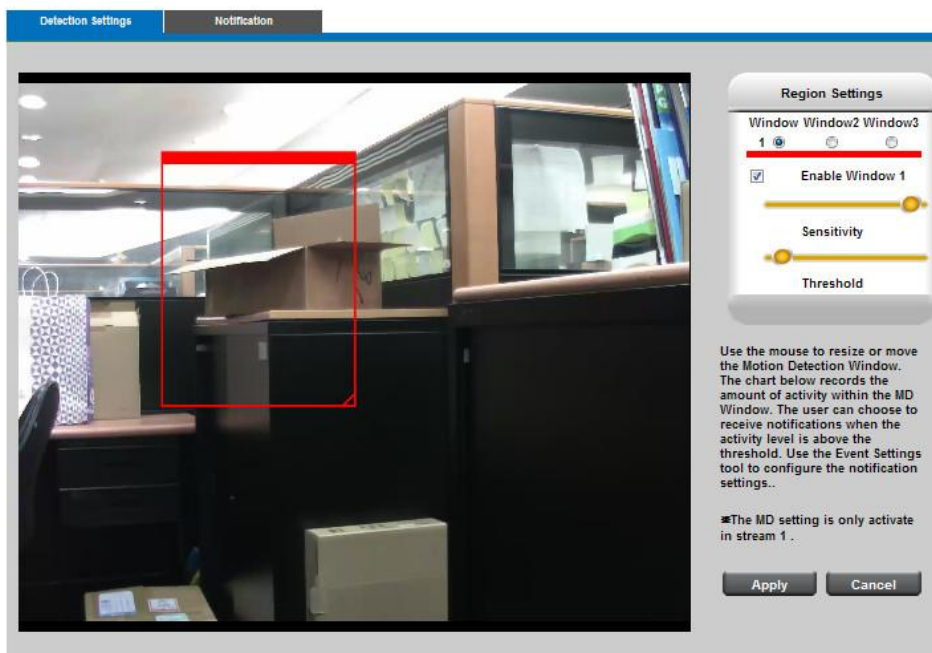 Detection Settings
Notification
Region Settings
Window Window2 Window3
1
Enable Window 1
Sensitivity
Threshold
Use the mouse to resize or move
the Motion Detection Window.
The chart below records the
amount of activity within the MD
Window. The user can choose to
receive notifications when the
activity level is above the
threshold. Use the Event Settings
tool to configure the notification
settings..
※The MD setting is only activate
in stream 1 .
Apply
Cancel